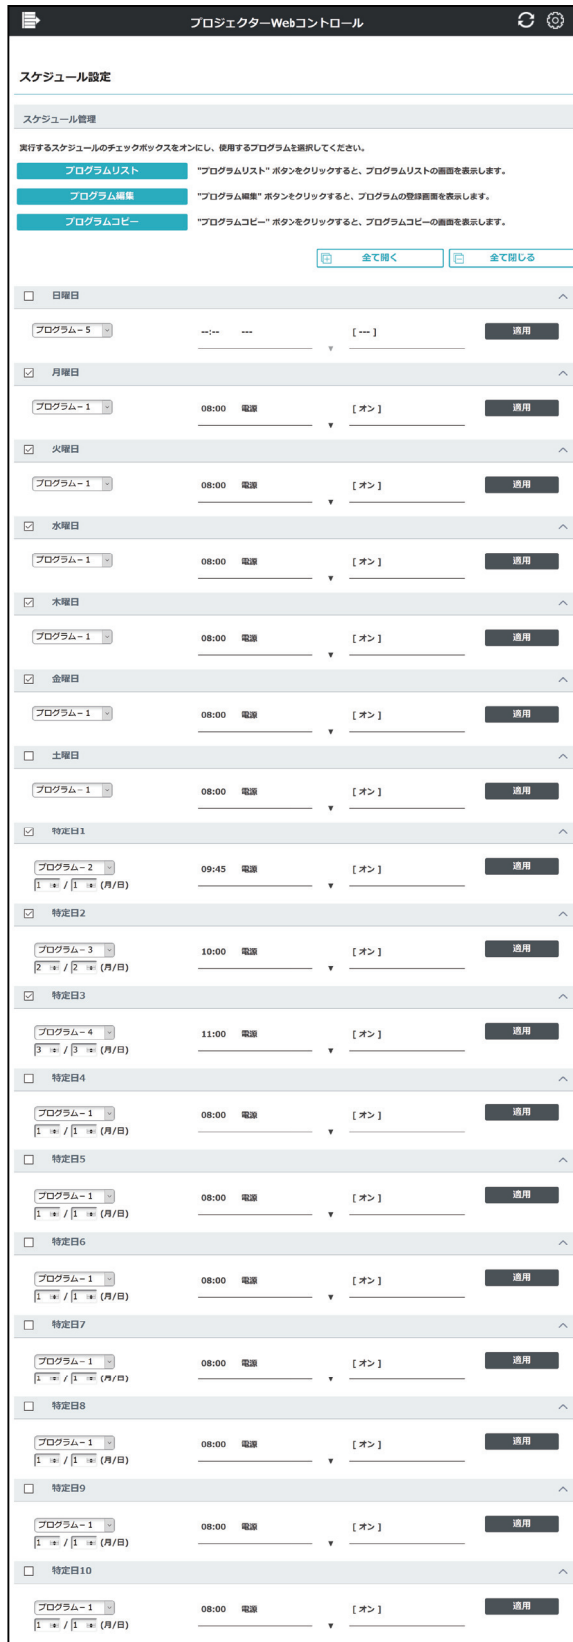 プロジェクターWebコントロール
スケジュール設定
スケジュール管理
実行するスケジュールのチェックボックスをオンにし、使用するプログラムを選択してください。
プログラムリスト "プログラムリスト" ボタンをクリックすると、プログラムリストの画面を表示します。
プログラム編集 "プログラム編集" ボタンをクリックすると、プログラムの登録画面を表示します。
プログラムコピー "プログラムコピー" ボタンをクリックすると、プログラムコピーの画面を表示します。
全て開く 全て閉じる
日曜日
プログラム－5 --:-- --- [ --- ] 適用
▼
月曜日
プログラム－1 08:00 電源 [ オン ] 適用
▼
火曜日
プログラム－1 08:00 電源 [ オン ] 適用
▼
水曜日
プログラム－1 08:00 電源 [ オン ] 適用
▼
木曜日
プログラム－1 08:00 電源 [ オン ] 適用
▼
金曜日
プログラム－1 08:00 電源 [ オン ] 適用
▼
土曜日
プログラム－1 08:00 電源 [ オン ] 適用
▼
特定日1
プログラム－2 09:45 電源 [ オン ] 適用
1 / 1 (月/日) ▼
特定日2
プログラム－3 10:00 電源 [ オン ] 適用
2 / 2 (月/日) ▼
特定日3
プログラム－4 11:00 電源 [ オン ] 適用
3 / 3 (月/日) ▼
特定日4
プログラム－1 08:00 電源 [ オン ] 適用
1 / 1 (月/日) ▼
特定日5
プログラム－1 08:00 電源 [ オン ] 適用
1 / 1 (月/日) ▼
特定日6
プログラム－1 08:00 電源 [ オン ] 適用
1 / 1 (月/日) ▼
特定日7
プログラム－1 08:00 電源 [ オン ] 適用
1 / 1 (月/日) ▼
特定日8
プログラム－1 08:00 電源 [ オン ] 適用
1 / 1 (月/日) ▼
特定日9
プログラム－1 08:00 電源 [ オン ] 適用
1 / 1 (月/日) ▼
特定日10
プログラム－1 08:00 電源 [ オン ] 適用
1 / 1 (月/日) ▼